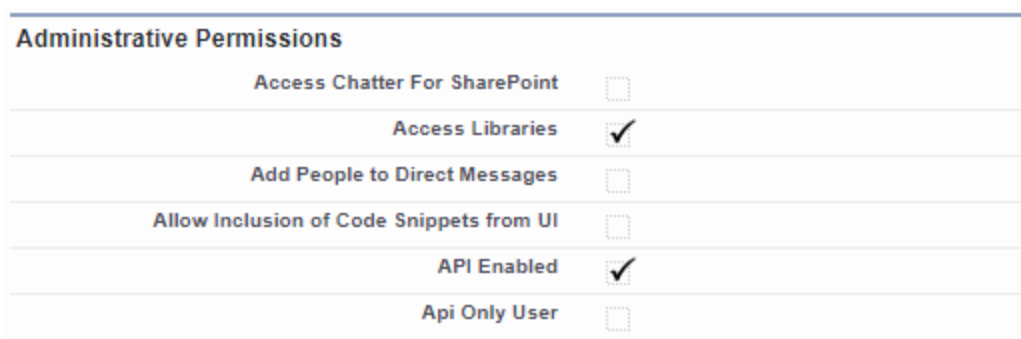 Administrative Permissions
Access Chatter For SharePoint
Access Libraries
Add People to Direct Messages
Allow Inclusion of Code Snippets from UI
API Enabled
Api Only User